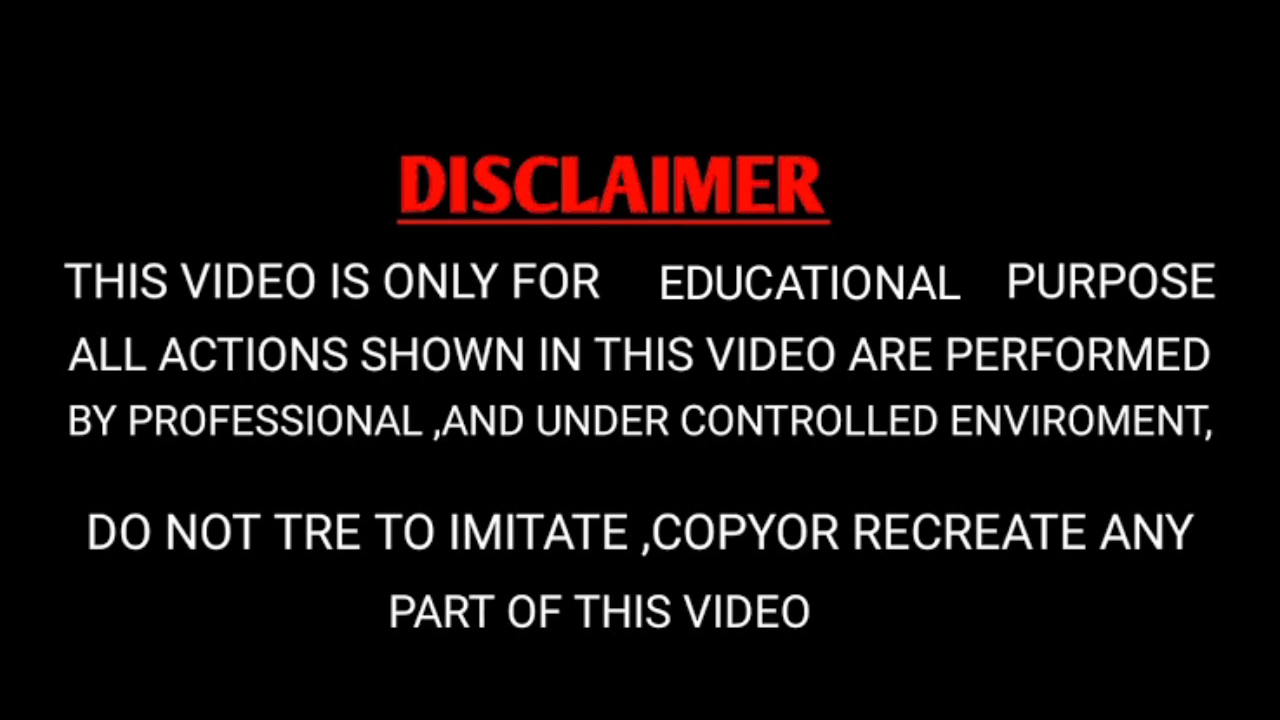 DISCLAIMER
THIS VIDEO IS ONLY FOR EDUCATIONAL PURPOSE
ALL ACTIONS SHOWN IN THIS VIDEO ARE PERFORMED
BY PROFESSIONAL ,AND UNDER CONTROLLED ENVIROMENT,
DO NOT TRE TO IMITATE ,COPYOR RECREATE ANY
PART OF THIS VIDEO